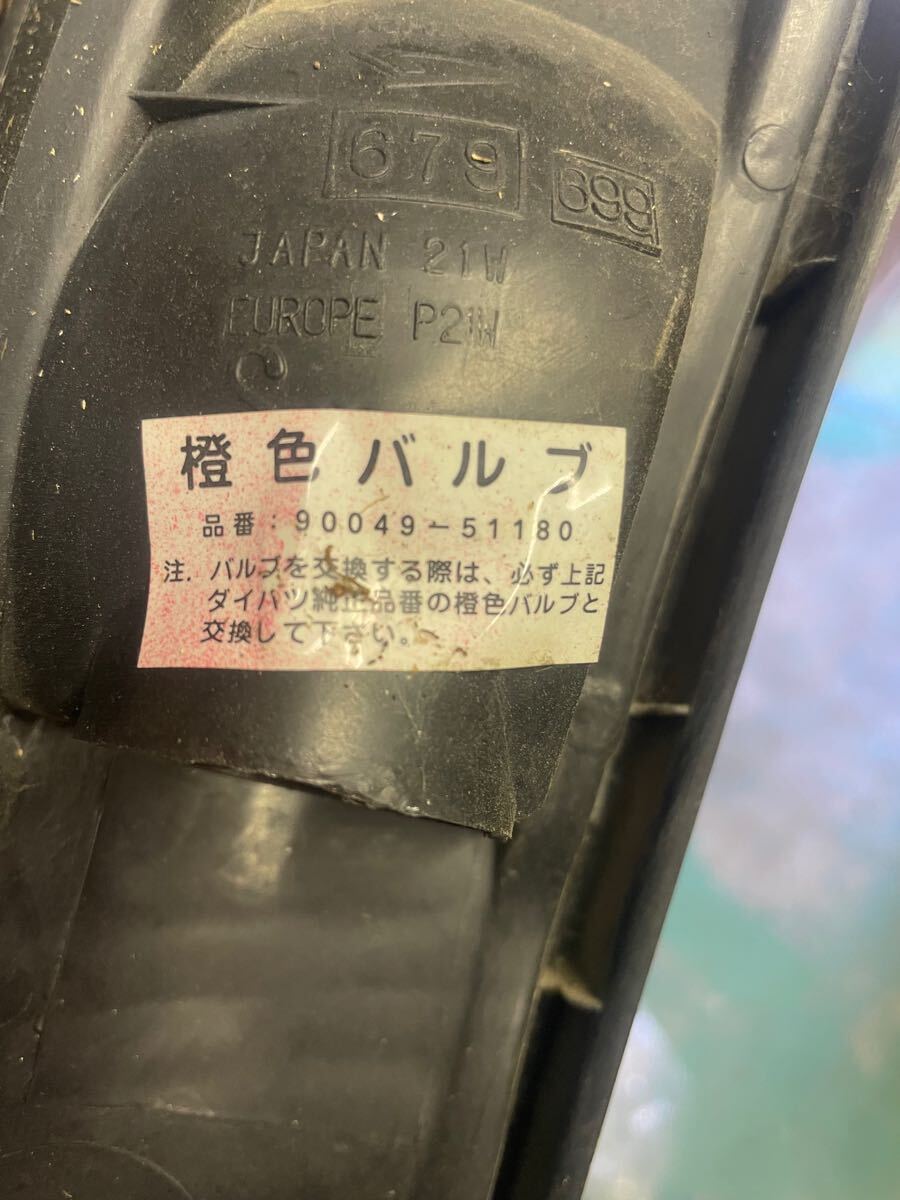 679
699
JAPAN 21W
EUROPE P21W
橙色バルブ
品番：90049-51180
注．バルブを交換する際は、必ず上記
ダイハツ純正品番の橙色バルブと
交換して下さい。